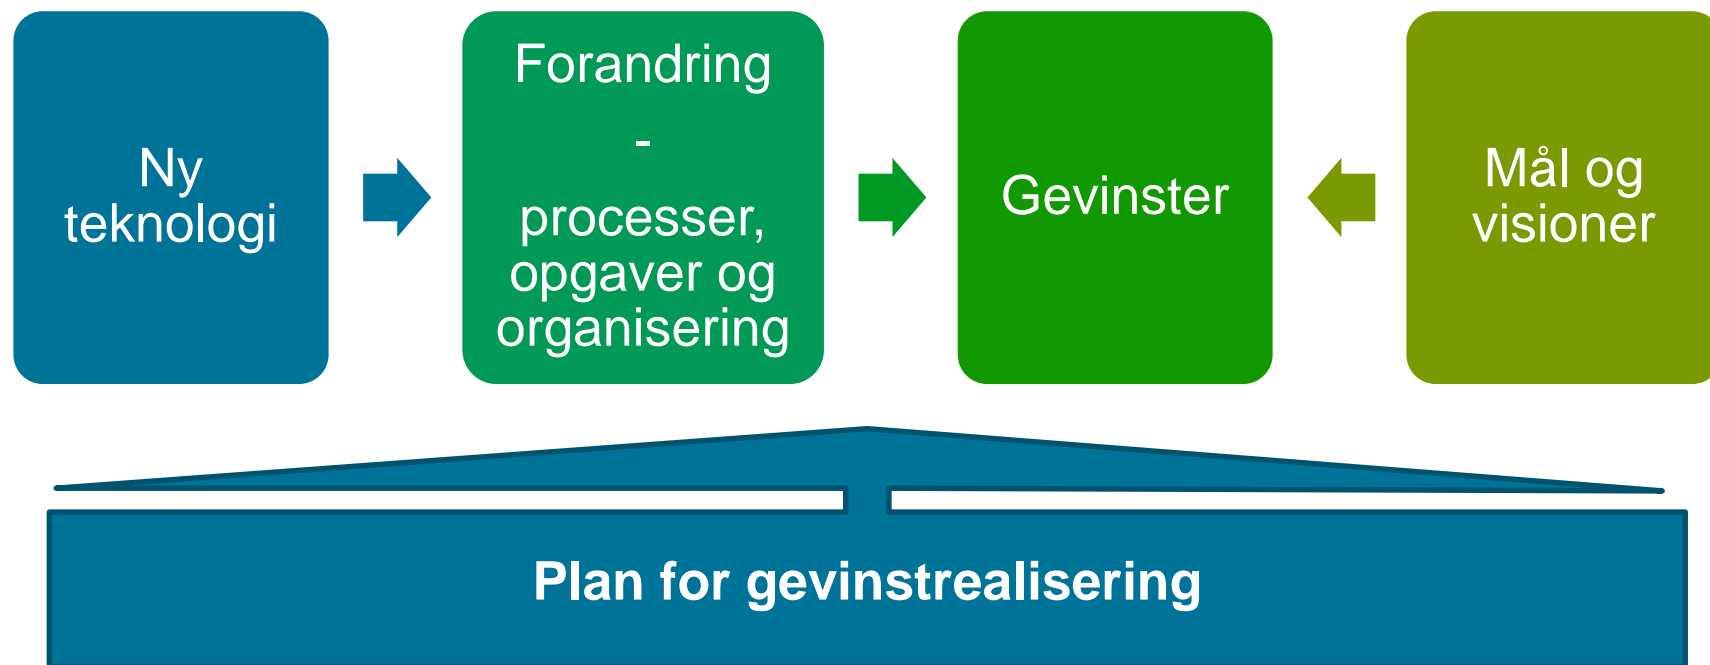 Ny
teknologi
Forandring
-
processer,
opgaver og
organisering
Gevinster
Mål og
visioner
Plan for gevinstrealisering